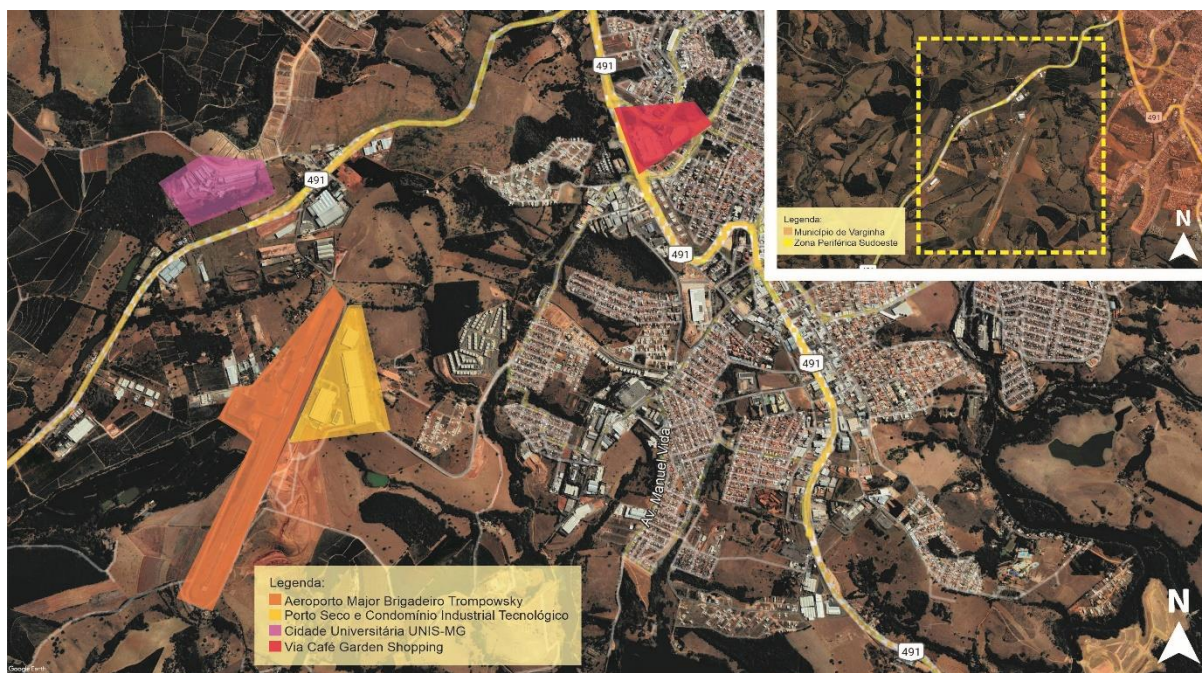 491
491
491
491
491
Av. Manuel Vida
Legenda:
Aeroporto Major Brigadeiro Trompowsky
Porto Seco e Condomínio Industrial Tecnológico
Cidade Universitária UNIS-MG
Via Café Garden Shopping
Google Earth
N
491
Legenda:
Município de Varginha
Zona Periférica Sudoeste
N